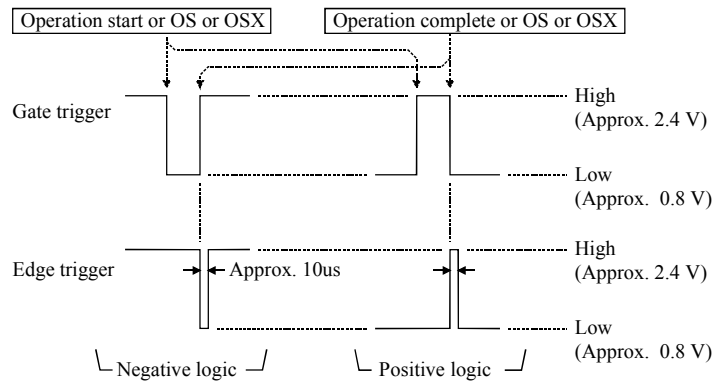 Operation start or OS or OSX
Operation complete or OS or OSX
Gate trigger
High
(Approx. 2.4 V)
Low
(Approx. 0.8 V)
Edge trigger
Approx. 10us
High
(Approx. 2.4 V)
Low
(Approx. 0.8 V)
Negative logic
Positive logic